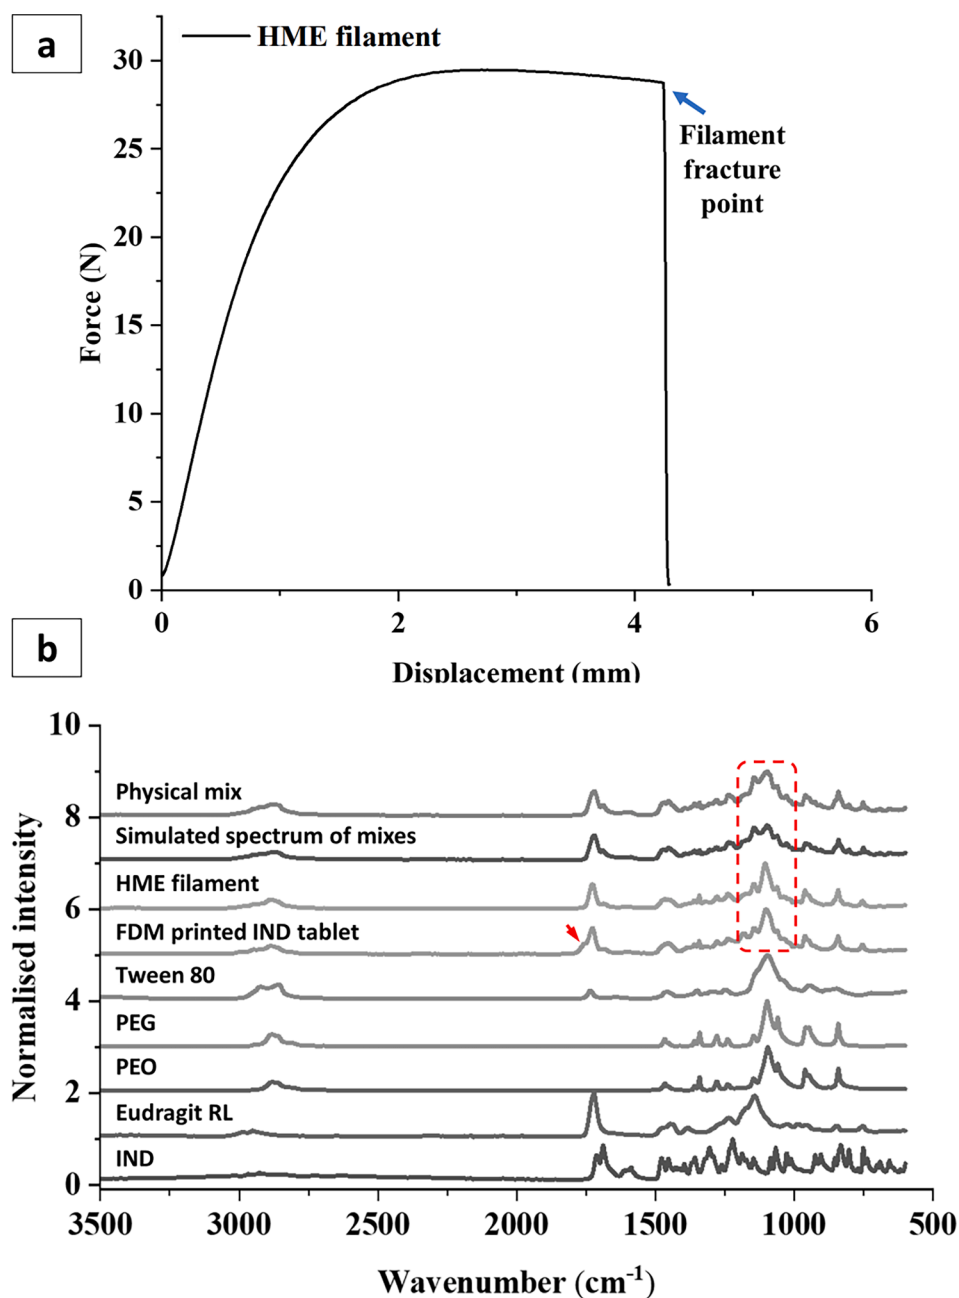 a
HME filament
30
25
20
15
10
5
0
Force (N)
Filament
fracture
point
0 2 4 6
Displacement (mm)
b
10
8
6
4
2
0
Normalised intensity
Physical mix
Simulated spectrum of mixes
HME filament
FDM printed IND tablet
Tween 80
PEG
PEO
Eudragit RL
IND
3500 3000 2500 2000 1500 1000 500
Wavenumber (cm⁻¹)